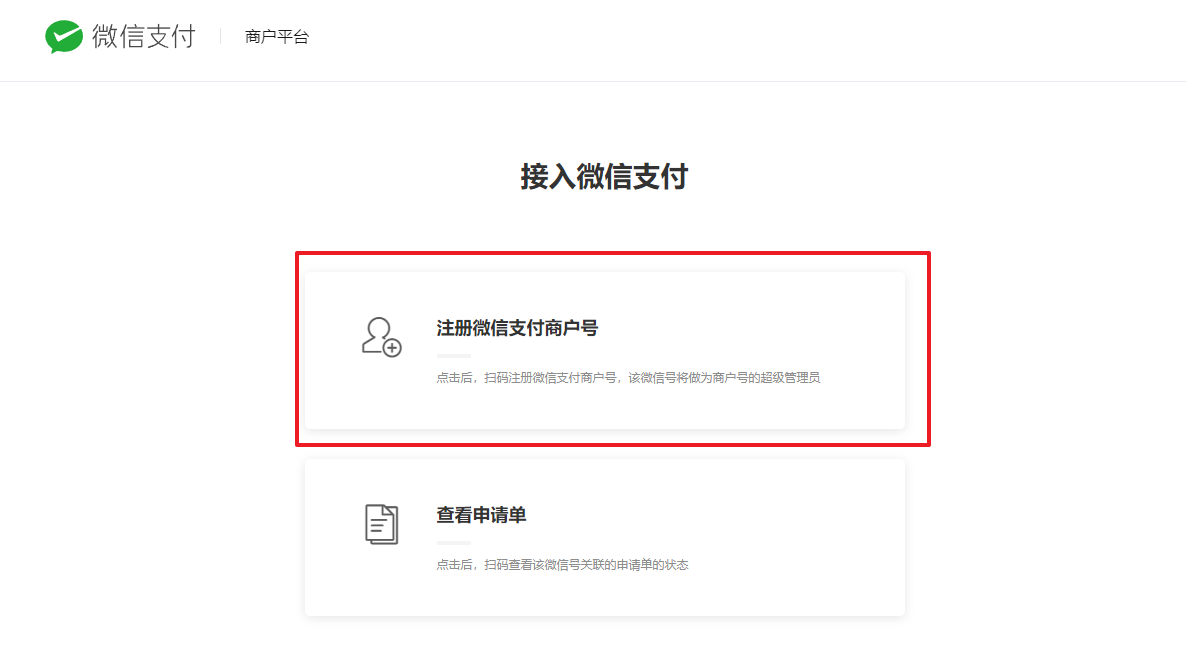 微信支付 商户平台
接入微信支付
注册微信支付商户号
点击后，扫码注册微信支付商户号，该微信号将做为商户号的超级管理员
查看申请单
点击后，扫码查看该微信号关联的申请单的状态